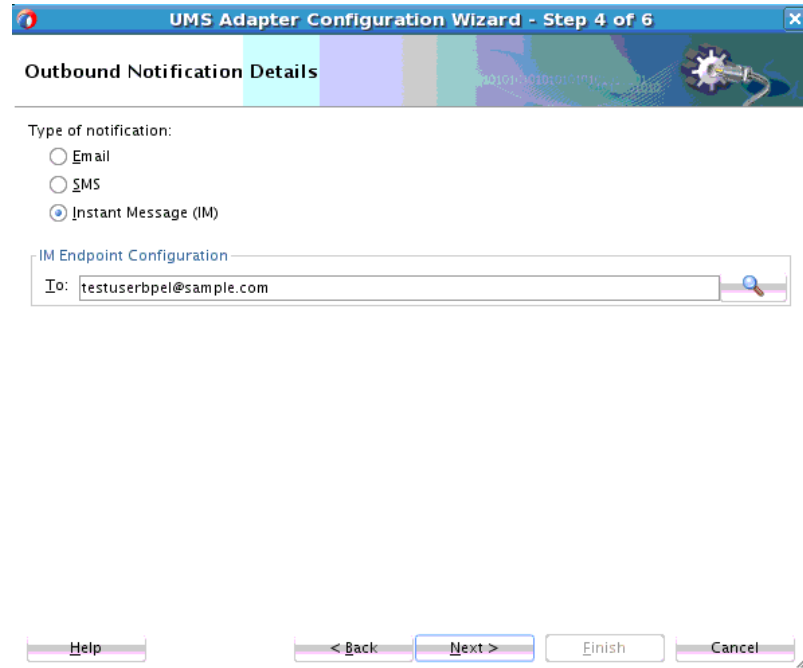 UMS Adapter Configuration Wizard - Step 4 of 6
Outbound Notification Details
Type of notification:
Email
SMS
Instant Message (IM)
IM Endpoint Configuration
To: testuserbpel@sample.com
Help < Back Next > Finish Cancel